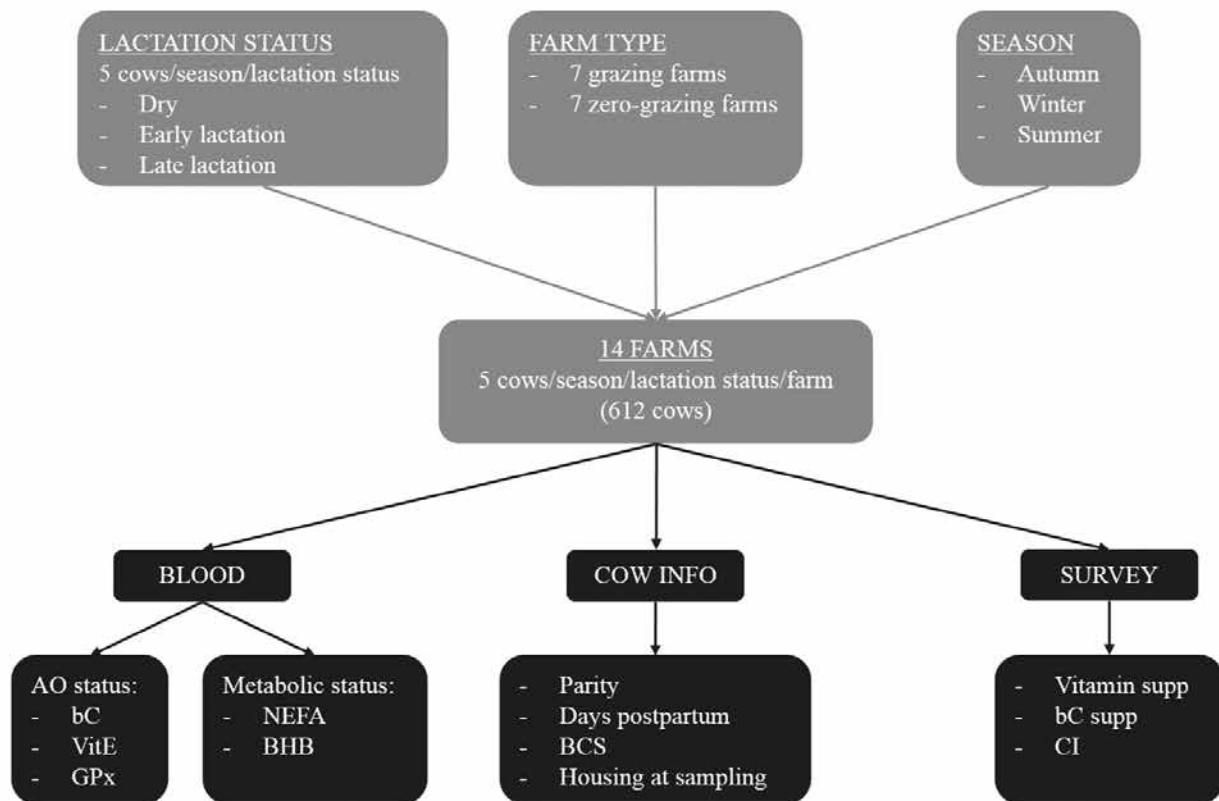 LACTATION STATUS
5 cows/season/lactation status
- Dry
- Early lactation
- Late lactation
FARM TYPE
- 7 grazing farms
- 7 zero-grazing farms
SEASON
- Autumn
- Winter
- Summer
14 FARMS
5 cows/season/lactation status/farm
(612 cows)
BLOOD
COW INFO
SURVEY
AO status:
- bC
- VitE
- GPx
Metabolic status:
- NEFA
- BHB
- Parity
- Days postpartum
- BCS
- Housing at sampling
- Vitamin supp
- bC supp
- CI